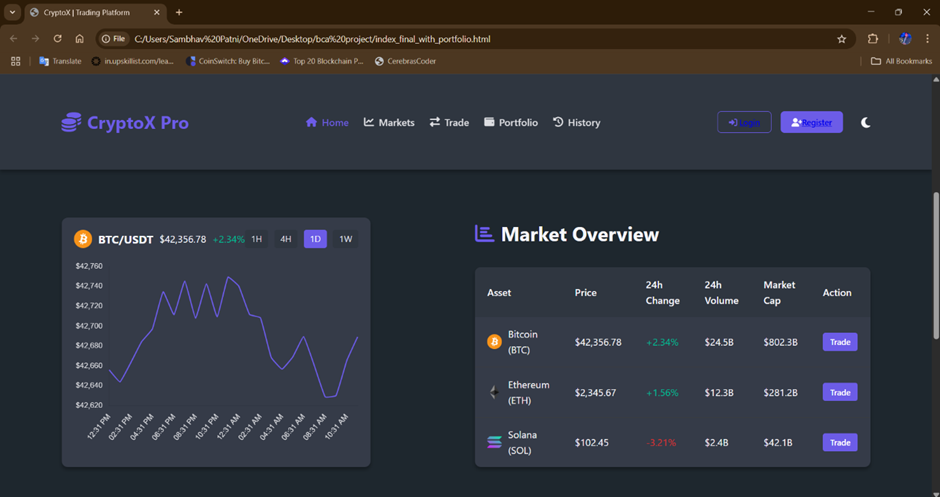 CryptoX | Trading Platform
File C:/Users/Sambhav%20Patni/OneDrive/Desktop/bca%20project/index_final_with_portfolio.html
Translate in.upskillist.com/lea... CoinSwitch: Buy Bitc... Top 20 Blockchain P... CerebrasCoder All Bookmarks
CryptoX Pro Home Markets Trade Portfolio History Login Register
BTC/USDT $42,356.78 +2.34% 1H 4H 1D 1W
$42,760
$42,740
$42,720
$42,700
$42,680
$42,660
$42,640
$42,620
12:31 PM 02:31 PM 04:31 PM 06:31 PM 08:31 PM 10:31 PM 12:31 AM 02:31 AM 04:31 AM 06:31 AM 08:31 AM 10:31 AM
Market Overview
Asset Price 24h Change 24h Volume Market Cap Action
Bitcoin (BTC) $42,356.78 +2.34% $24.5B $802.3B Trade
Ethereum (ETH) $2,345.67 +1.56% $12.3B $281.2B Trade
Solana (SOL) $102.45 -3.21% $2.4B $42.1B Trade